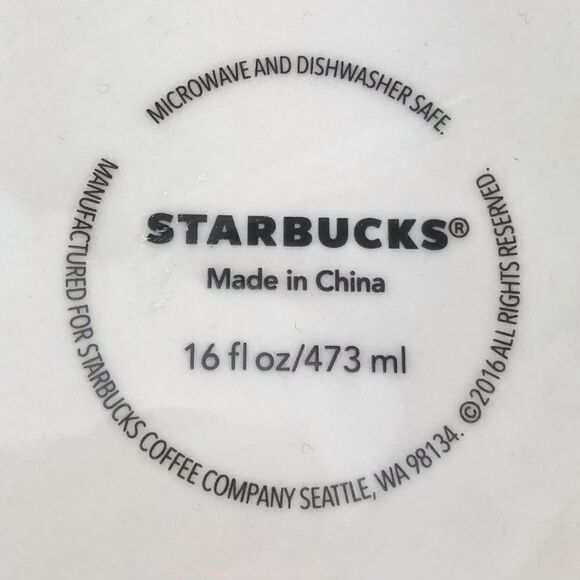 MICROWAVE AND DISHWASHER SAFE.
STARBUCKS®
Made in China
16 fl oz/473 ml
MANUFACTURED FOR STARBUCKS COFFEE COMPANY SEATTLE, WA 98134. ©2016 ALL RIGHTS RESERVED.